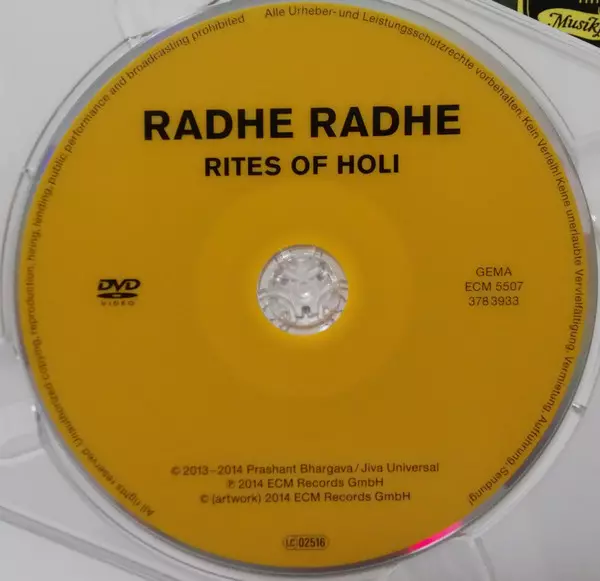 RADHE RADHE
RITES OF HOLI
DVD
VIDEO
GEMA
ECM 5507
378 3933
© 2013–2014 Prashant Bhargava / Jiva Universal
℗ 2014 ECM Records GmbH
© (artwork) 2014 ECM Records GmbH
LC 02516
All rights reserved. Unauthorized copying, reproduction, hiring, lending, public performance and broadcasting prohibited
Alle Urheber- und Leistungsschutzrechte vorbehalten. Kein Verleih! Keine unerlaubte Vervielfältigung, Vermietung, Aufführung, Sendung!